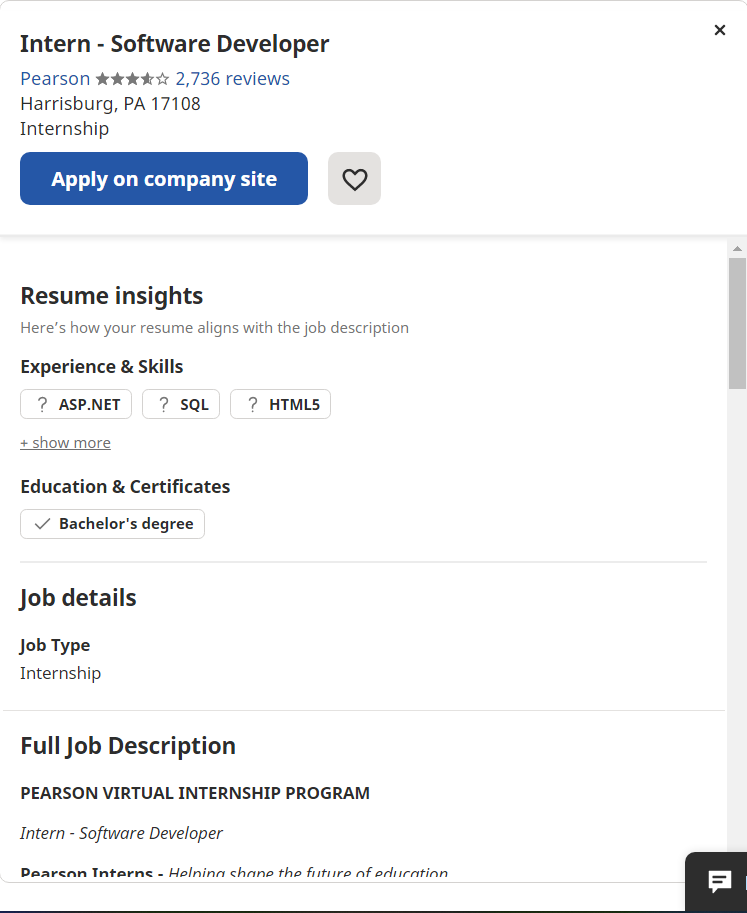 Intern - Software Developer
Pearson 2,736 reviews
Harrisburg, PA 17108
Internship
Apply on company site
Resume insights
Here's how your resume aligns with the job description
Experience & Skills
? ASP.NET ? SQL ? HTML5
+ show more
Education & Certificates
Bachelor's degree
Job details
Job Type
Internship
Full Job Description
PEARSON VIRTUAL INTERNSHIP PROGRAM
Intern - Software Developer
Pearson Interns - Helping shape the future of education